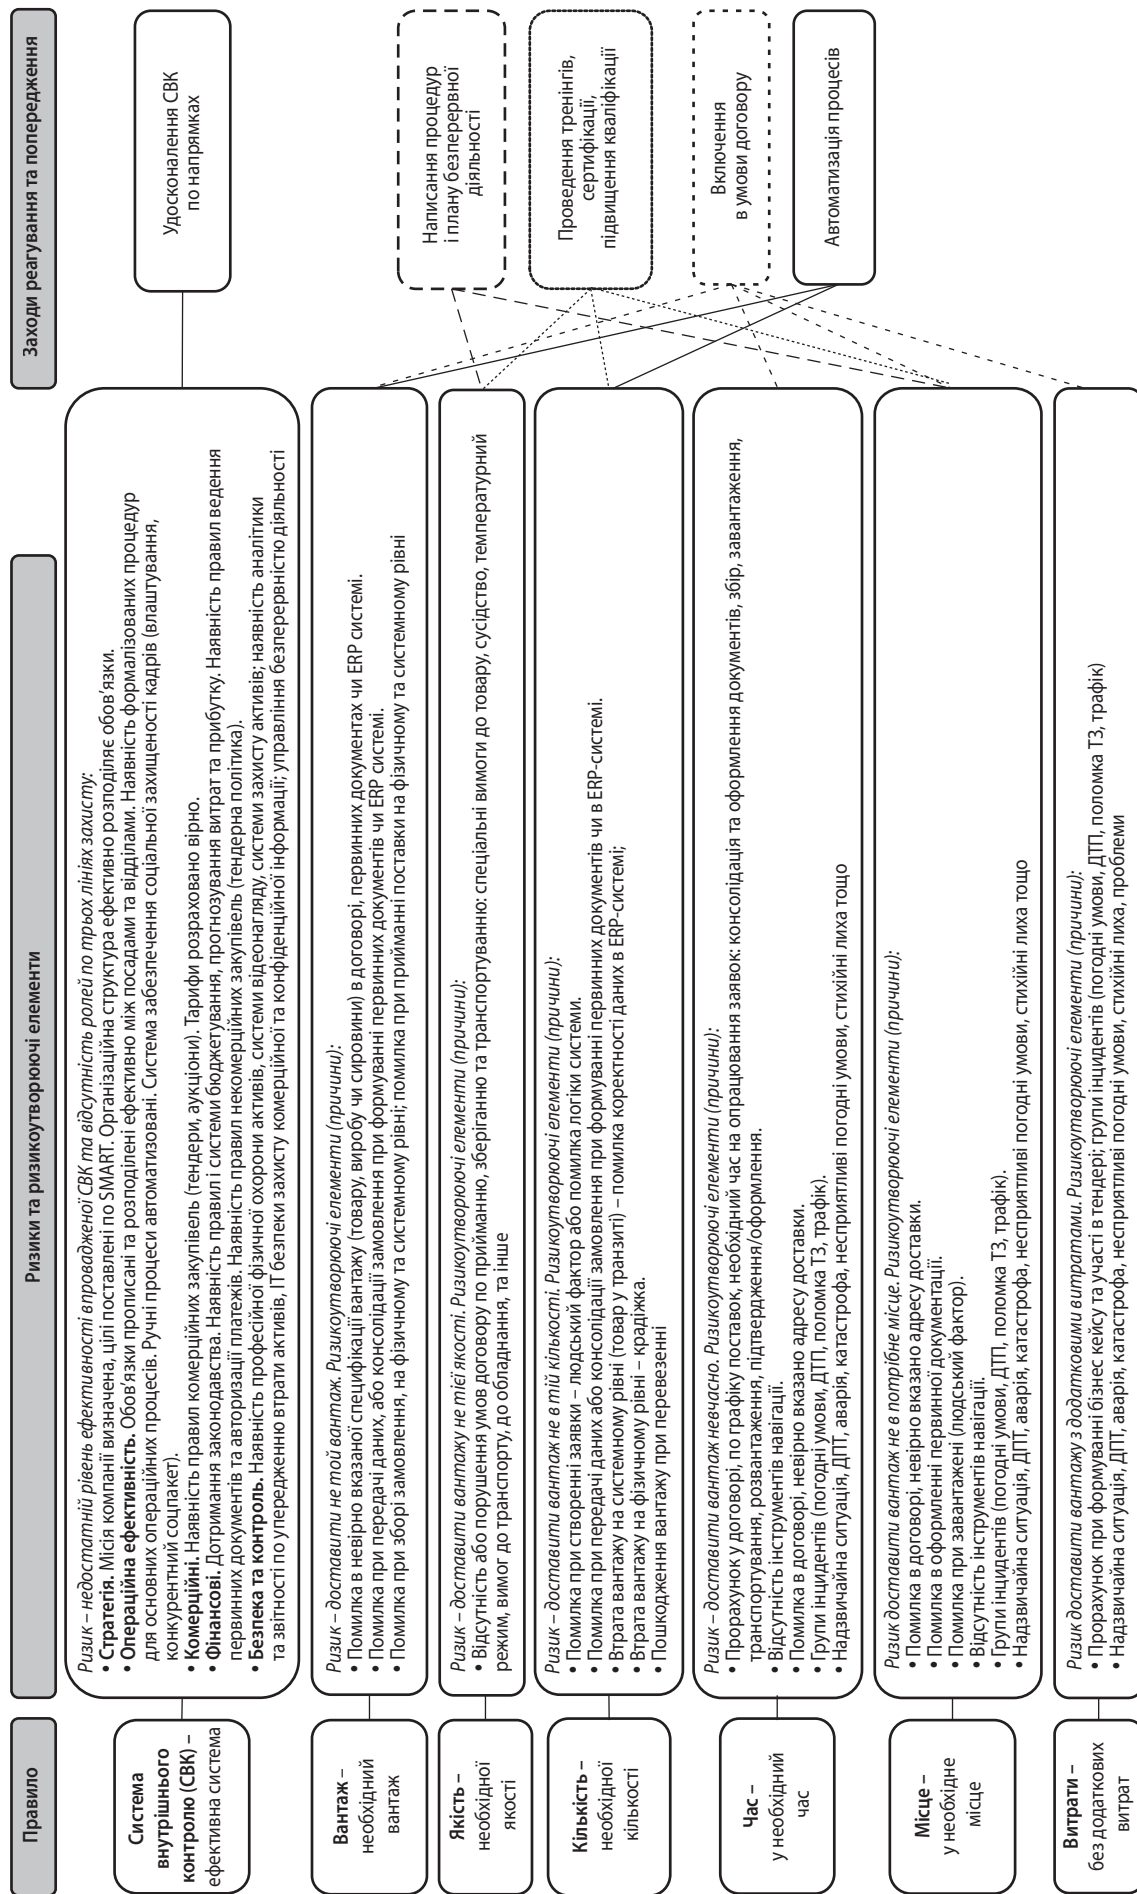 Правило
Ризики та ризикоутворюючі елементи
Заходи реагування та попередження
Система
внутрішнього
контролю (СВК) –
ефективна система
Ризик – недостатній рівень ефективності впровадженої СВК та відсутність ролей по трьох лініях захисту:
• Стратегія. Місія компанії визначена, цілі поставлені по SMART. Організаційна структура ефективно розподіляє обов'язки.
• Операційна ефективність. Обов'язки прописані та розподілені ефективно між посадами та відділами. Наявність формалізованих процедур
для основних операційних процесів. Ручні процеси автоматизовані. Система забезпечення соціальної захищеності кадрів (влаштування,
конкурентний соцпакет).
• Комерційні. Наявність правил комерційних закупівель (тендери, аукціони). Тарифи розраховано вірно.
• Фінансові. Дотримання законодавства. Наявність правил і системи бюджетування, прогнозування витрат та прибутку. Наявність правил ведення
первинних документів та авторизації платежів. Наявність правил некомерційних закупівель (тендерна політика).
• Безпека та контроль. Наявність професійної фізичної охорони активів, системи відеонагляду, системи захисту активів; наявність аналітики
та звітності по упередженню втрати активів, ІТ безпеки захисту комерційної та конфіденційної інформації; управління безперервністю діяльності
Удосконалення СВК
по напрямках
Вантаж –
необхідний
вантаж
Ризик – доставити не той вантаж. Ризикоутворюючі елементи (причини):
• Помилка в невірно вказаної специфікації вантажу (товару, виробу чи сировини) в договорі, первинних документах чи ERP системі.
• Помилка при передачі даних, або консолідації замовлення при формуванні первинних документів чи ERP системі.
• Помилка при зборі замовлення, на фізичному та системному рівні; помилка при прийманні поставки на фізичному та системному рівні
Якість –
необхідної
якості
Ризик – доставити вантажу не тієї якості. Ризикоутворюючі елементи (причини):
• Відсутність або порушення умов договору по прийманню, зберіганню та транспортуванню: спеціальні вимоги до товару, сусідство, температурний
режим, вимог до транспорту, до обладнання, та інше
Кількість –
необхідної
кількості
Ризик – доставити вантаж не в тій кількості. Ризикоутворюючі елементи (причини):
• Помилка при створенні заявки – людський фактор або помилка логіки системи.
• Помилка при передачі даних або консолідації замовлення при формуванні первинних документів чи в ERP-системі.
• Втрата вантажу на системному рівні (товар у транзиті) – помилка коректності даних в ERP-системі;
• Втрата вантажу на фізичному рівні – крадіжка.
• Пошкодження вантажу при перевезенні
Час –
у необхідний
час
Ризик – доставити вантаж невчасно. Ризикоутворюючі елементи (причини):
• Прорахунок у договорі, по графіку поставок, необхідний час на опрацювання заявок: консолідація та оформлення документів, збір, завантаження,
транспортування, розвантаження, підтвердження/оформлення.
• Відсутність інструментів навігації.
• Помилка в договорі, невірно вказано адресу доставки.
• Групи інцидентів (погодні умови, ДТП, поломка ТЗ, трафік).
• Надзвичайна ситуація, ДПТ, аварія, катастрофа, несприятливі погодні умови, стихійні лиха тощо
Місце –
у необхідне
місце
Ризик доставити вантаж не в потрібне місце. Ризикоутворюючі елементи (причини):
• Помилка в договорі, невірно вказано адресу доставки.
• Помилка в оформленні первинної документації.
• Помилка при завантажені (людський фактор).
• Відсутність інструментів навігації.
• Групи інцидентів (погодні умови, ДТП, поломка ТЗ, трафік).
• Надзвичайна ситуація, ДПТ, аварія, катастрофа, несприятливі погодні умови, стихійні лиха тощо
Витрати –
без додаткових
витрат
Ризик доставити вантажу з додатковими витратами. Ризикоутворюючі елементи (причини):
• Прорахунок при формуванні бізнес кейсу та участі в тендері; групи інцидентів (погодні умови, ДТП, поломка ТЗ, трафік)
• Надзвичайна ситуація, ДПТ, аварія, катастрофа, несприятливі погодні умови, стихійні лиха, проблеми
Написання процедур
і плану безперервної
діяльності
Проведення тренінгів,
сертифікації,
підвищення кваліфікації
Включення
в умови договору
Автоматизація процесів